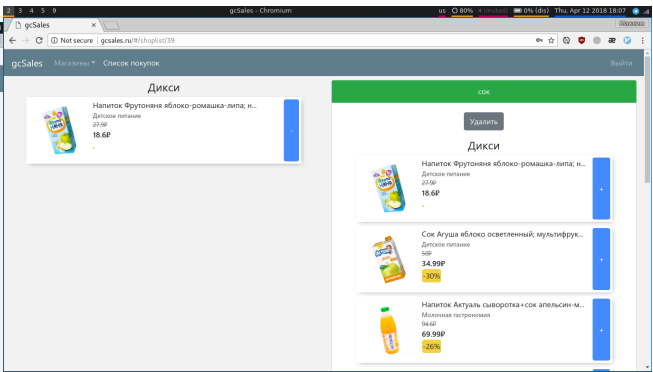 2 3 4 5 9
gcSales - Chromium
us 80% 0% (dis) Thu, Apr 12 2018 18:07
gcSales
Not secure gcsales.ru/#/shoplist/39
gcSales Магазины Список покупок Выйти
Дикси
Напиток Фрутоняня яблоко-ромашка-липа; н...
Детское питание
27.9₽
18.6₽
-
сок
Удалить
Дикси
Напиток Фрутоняня яблоко-ромашка-липа; н...
Детское питание
27.9₽
18.6₽
+
Сок Агуша яблоко осветленный; мультифрук...
Детское питание
50₽
34.99₽
-30%
+
Напиток Актуаль сыворотка+сок апельсин-м...
Молочная гастрономия
94.6₽
69.99₽
-26%
+